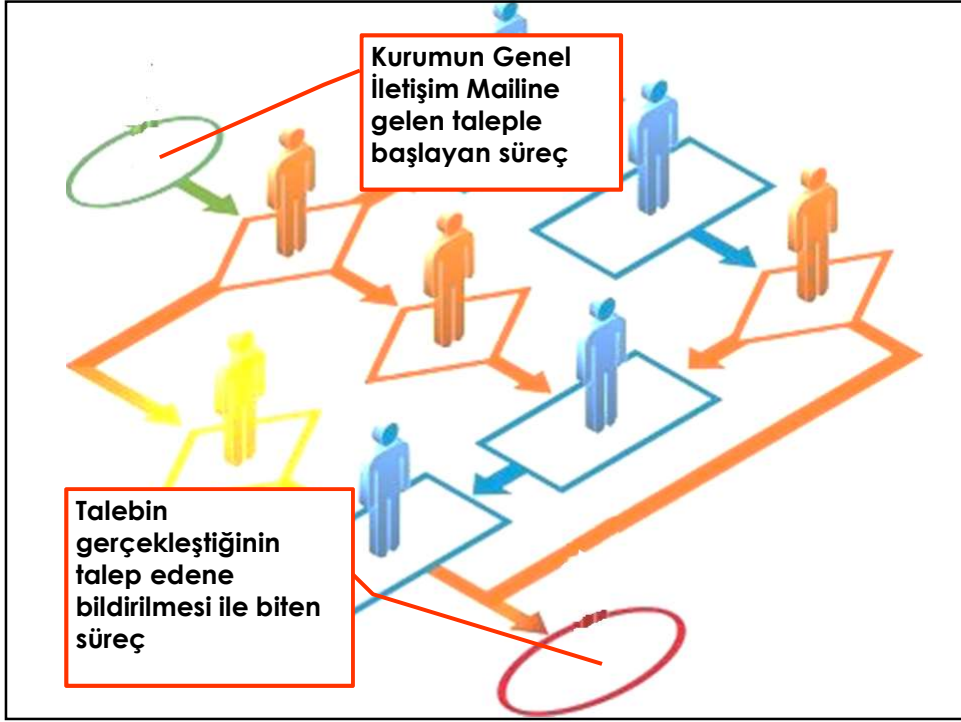 Kurumun Genel
İletişim Mailine
gelen taleple
başlayan süreç
Talebin
gerçekleştiğinin
talep edene
bildirilmesi ile biten
süreç